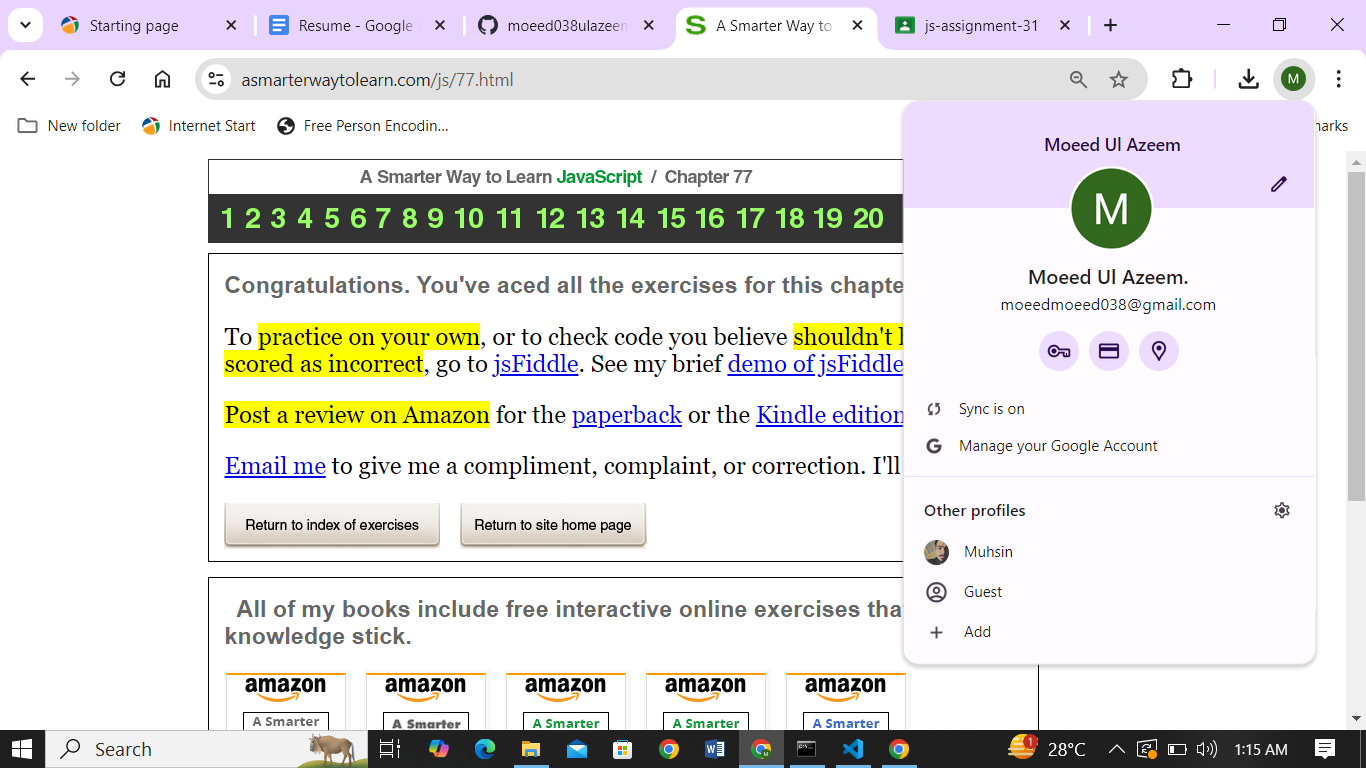 Starting page
Resume - Google
moeed038ulazeem
A Smarter Way to
js-assignment-31
asmarterwaytolearn.com/js/77.html
M
New folder
Internet Start
Free Person Encodin...
Moeed Ul Azeem
M
Moeed Ul Azeem.
moeedmoeed038@gmail.com
Sync is on
Manage your Google Account
Other profiles
Muhsin
Guest
Add
A Smarter Way to Learn JavaScript / Chapter 77
1 2 3 4 5 6 7 8 9 10 11 12 13 14 15 16 17 18 19 20
Congratulations. You've aced all the exercises for this chapte
To practice on your own, or to check code you believe shouldn't
scored as incorrect, go to jsFiddle. See my brief demo of jsFiddle
Post a review on Amazon for the paperback or the Kindle edition
Email me to give me a compliment, complaint, or correction. I'll
Return to index of exercises
Return to site home page
All of my books include free interactive online exercises tha
knowledge stick.
amazon amazon amazon amazon amazon
A Smarter A Smarter A Smarter A Smarter A Smarter
Search
1
28°C
1:15 AM